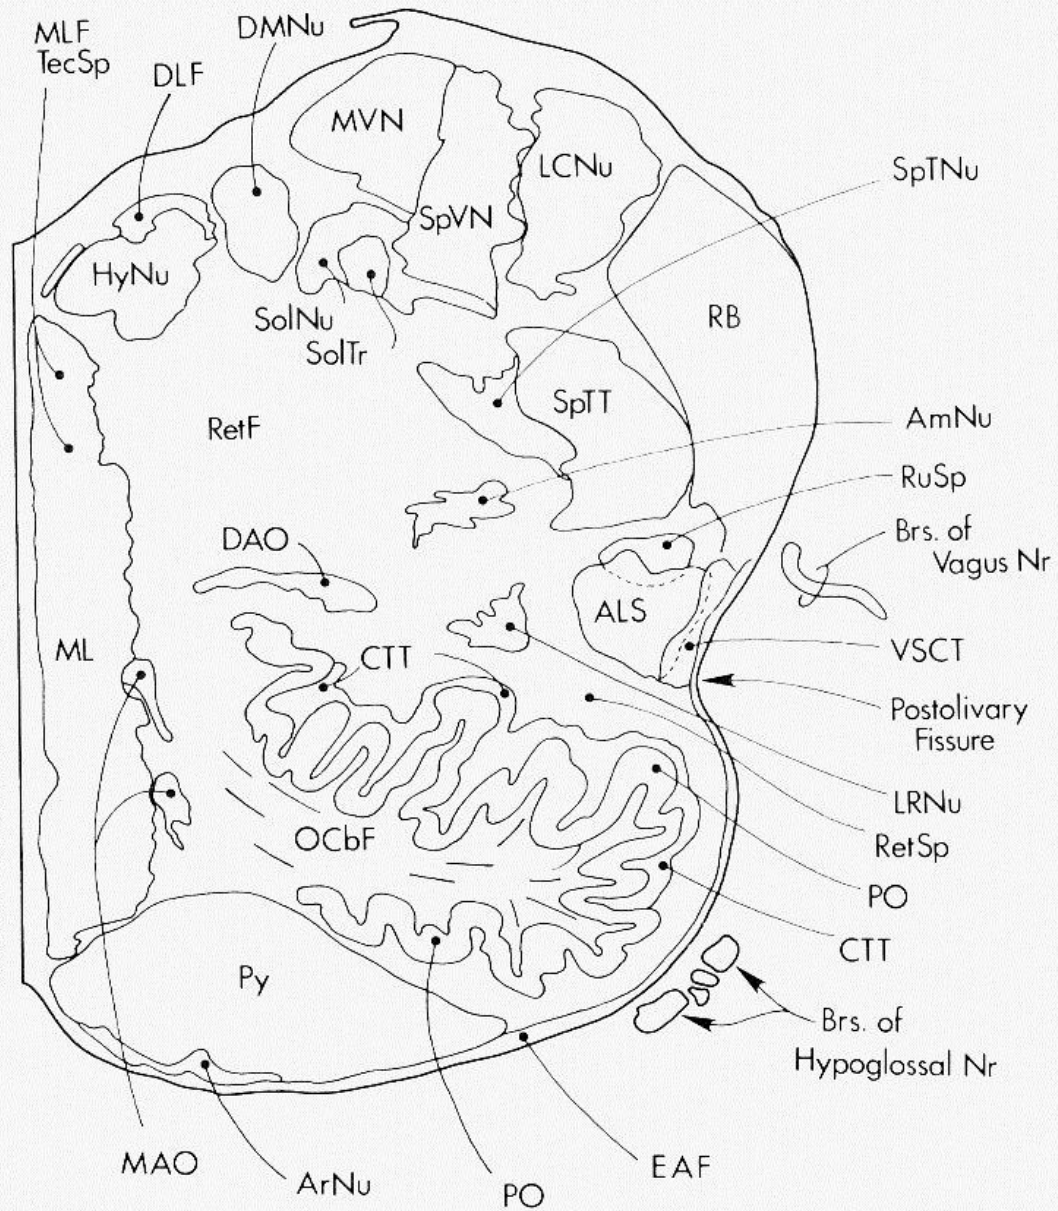 MLF
TecSp
DLF
DMNu
MVN
LCNu
SpVN
SpTNu
HyNu
SolNu
SolTr
RB
RetF
SpTT
AmNu
RuSp
DAO
Brs. of
Vagus Nr
ALS
ML
CTT
VSCT
Postolivary
Fissure
LRNu
OCbF
RetSp
PO
CTT
Py
Brs. of
Hypoglossal Nr
MAO
ArNu
PO
EAF